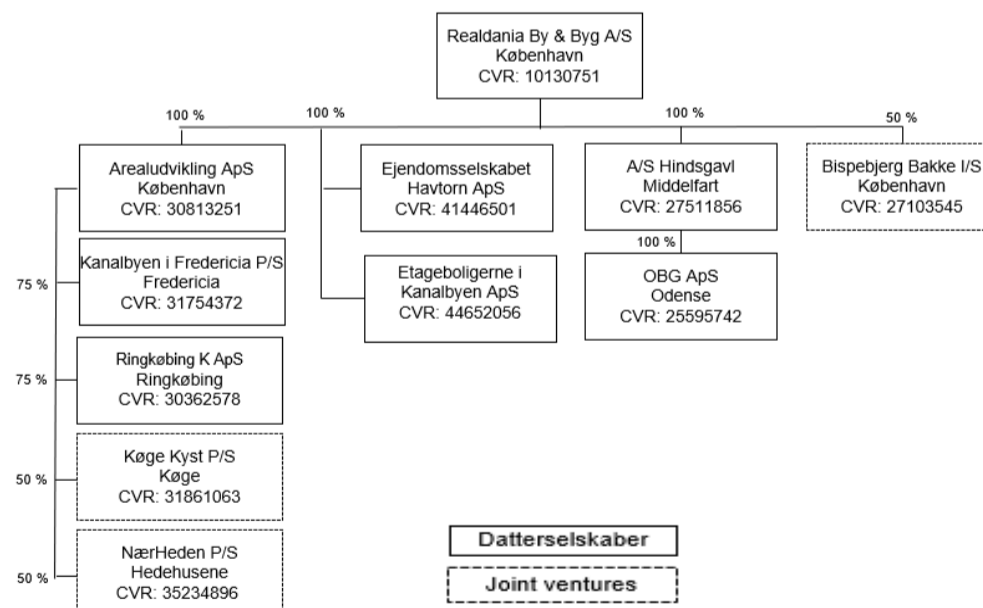 Realdania By & Byg A/S
København
CVR: 10130751
100 %
100 %
100 %
50 %
Arealudvikling ApS
København
CVR: 30813251
Ejendomsselskabet
Havtorn ApS
CVR: 41446501
A/S Hindsgavl
Middelfart
CVR: 27511856
Bispebjerg Bakke I/S
København
CVR: 27103545
75 %
Kanalbyen i Fredericia P/S
Fredericia
CVR: 31754372
Etageboligerne i
Kanalbyen ApS
CVR: 44652056
100 %
OBG ApS
Odense
CVR: 25595742
75 %
Ringkøbing K ApS
Ringkøbing
CVR: 30362578
50 %
Køge Kyst P/S
Køge
CVR: 31861063
50 %
NærHeden P/S
Hedehusene
CVR: 35234896
Datterselskaber
Joint ventures